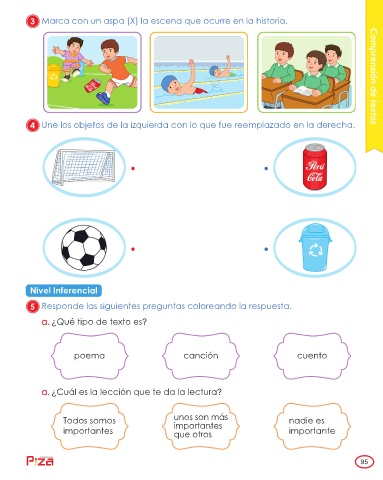 3 Marca con un aspa (X) la escena que ocurre en la historia.
Comprensión de textos
4 Une los objetos de la izquierda con lo que fue reemplazado en la derecha.
Perú
Cola
Nivel Inferencial
5 Responde las siguientes preguntas coloreando la respuesta.
a. ¿Qué tipo de texto es?
poema canción cuento
a. ¿Cuál es la lección que te da la lectura?
Todos somos
importantes
unos son más
importantes
que otros
nadie es
importante
P:za
95